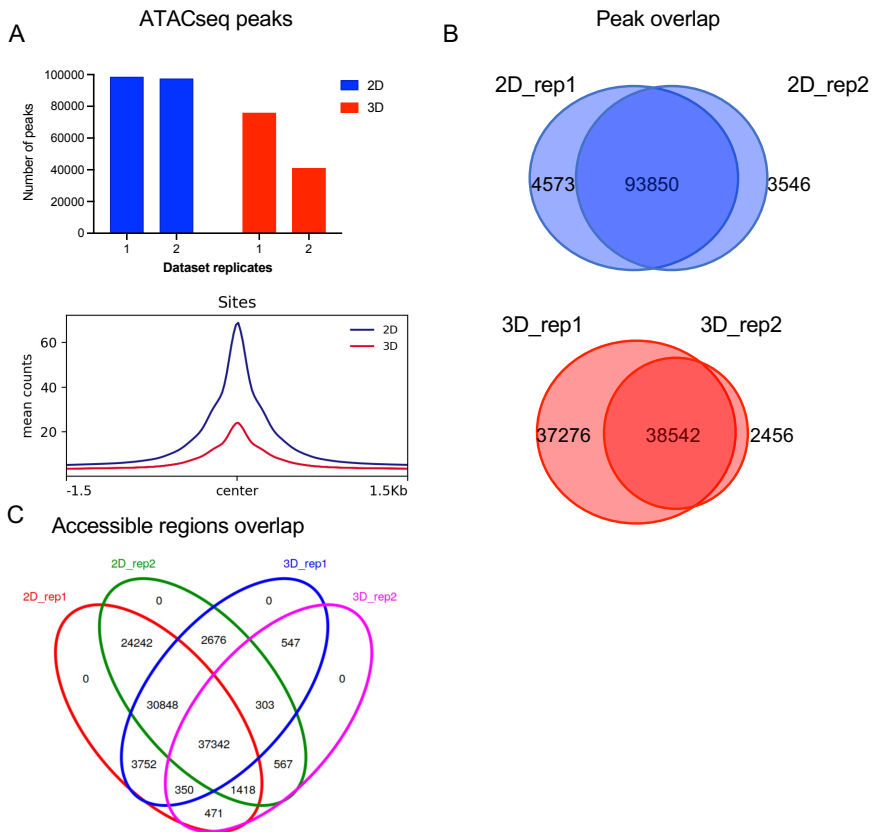 A
ATACseq peaks
100000
80000
60000
40000
20000
0
Number of peaks
2D
3D
1 2 1 2
Dataset replicates
Sites
60
40
20
mean counts
2D
3D
-1.5 center 1.5Kb
B
Peak overlap
2D_rep1 2D_rep2
4573 93850 3546
3D_rep1 3D_rep2
37276 38542 2456
C
Accessible regions overlap
2D_rep2 3D_rep1
2D_rep1 3D_rep2
0 0
24242 2676 547
0 0
30848 303
37342
3752 567
350 1418
471